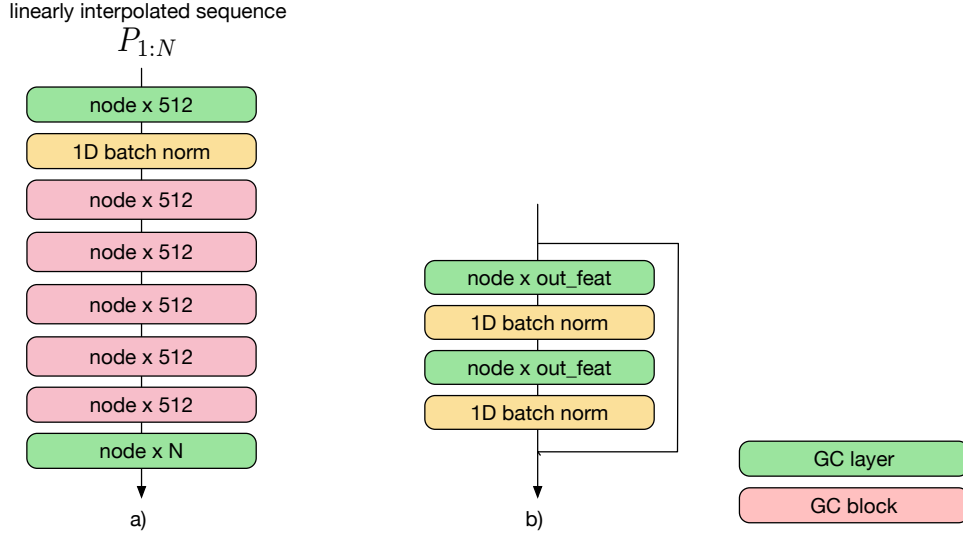 linearly interpolated sequence
P1:N
node x 512
1D batch norm
node x 512
node x 512
node x 512
node x 512
node x 512
node x N
a)
node x out_feat
1D batch norm
node x out_feat
1D batch norm
b)
GC layer
GC block